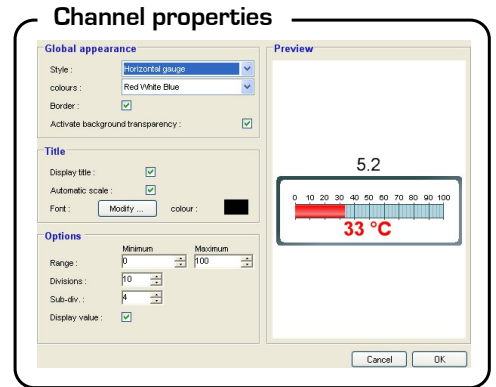 Channel properties
Global appearance
Style :
Horizontal gauge
colours :
Red White Blue
Border :
Activate background transparency :
Title
Display title :
Automatic scale :
Font :
Modify ...
colour :
Options
Minimum
Maximum
Range :
0
100
Divisions :
10
Sub-div. :
4
Display value :
Preview
5.2
0 10 20 30 40 50 60 70 80 90 100
33 °C
Cancel
OK